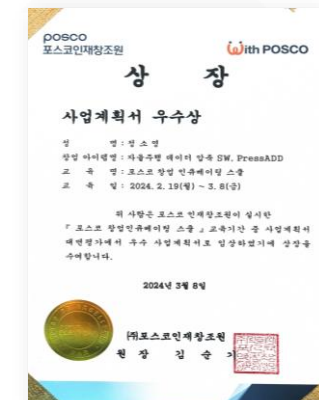 posco
포스코인재창조원
With POSCO
상 장
사업계획서 우수상
성 명 : 정 소 영
창업 아이템명 : 자율주행 데이터 압축 SW, PressADD
교 육 명 : 포스코 창업 인큐베이팅 스쿨
교 육 일 : 2024. 2. 19(월) ~ 3. 8(금)
위 사람은 포스코 인재창조원이 실시한
『 포스코 창업인큐베이팅 스쿨 』 교육기간 중 사업계획서
대면평가에서 우수 사업계획서로 입상하였기에 상장을
수여합니다.
2024년 3월 8일
㈜포스코인재창조원
원 장 김 순 기